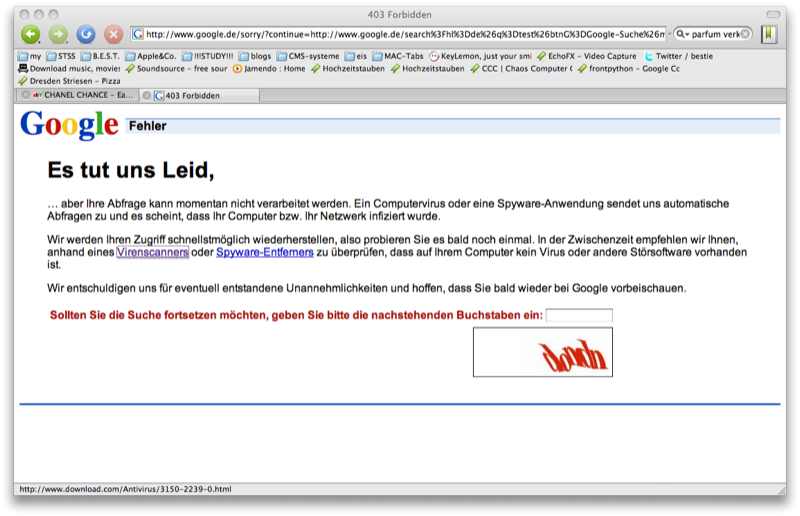 403 Forbidden
http://www.google.de/sorry/?continue=http://www.google.de/search%3Fhl%3Dde%26q%3Dtest%26btnG%3DGoogle-Suche%26m
parfum verk
my STSS B.E.S.T. Apple&Co. !!!STUDY!!! blogs CMS-systeme eis MAC-Tabs KeyLemon, just your smi EchoFX - Video Capture Twitter / bestie
Download music, movies Soundsource - free sour Jamendo : Home Hochzeitstauben Hochzeitstauben CCC | Chaos Computer C frontpython - Google Cc
Dresden Striesen - Pizza
CHANEL CHANCE - Ea... 403 Forbidden
Google Fehler
Es tut uns Leid,
... aber Ihre Abfrage kann momentan nicht verarbeitet werden. Ein Computervirus oder eine Spyware-Anwendung sendet uns automatische
Abfragen zu und es scheint, dass Ihr Computer bzw. Ihr Netzwerk infiziert wurde.
Wir werden Ihren Zugriff schnellstmöglich wiederherstellen, also probieren Sie es bald noch einmal. In der Zwischenzeit empfehlen wir Ihnen,
anhand eines Virenscanners oder Spyware-Entferners zu überprüfen, dass auf Ihrem Computer kein Virus oder andere Störsoftware vorhanden
ist.
Wir entschuldigen uns für eventuell entstandene Unannehmlichkeiten und hoffen, dass Sie bald wieder bei Google vorbeischauen.
Sollten Sie die Suche fortsetzen möchten, geben Sie bitte die nachstehenden Buchstaben ein:
http://www.download.com/Antivirus/3150-2239-0.html